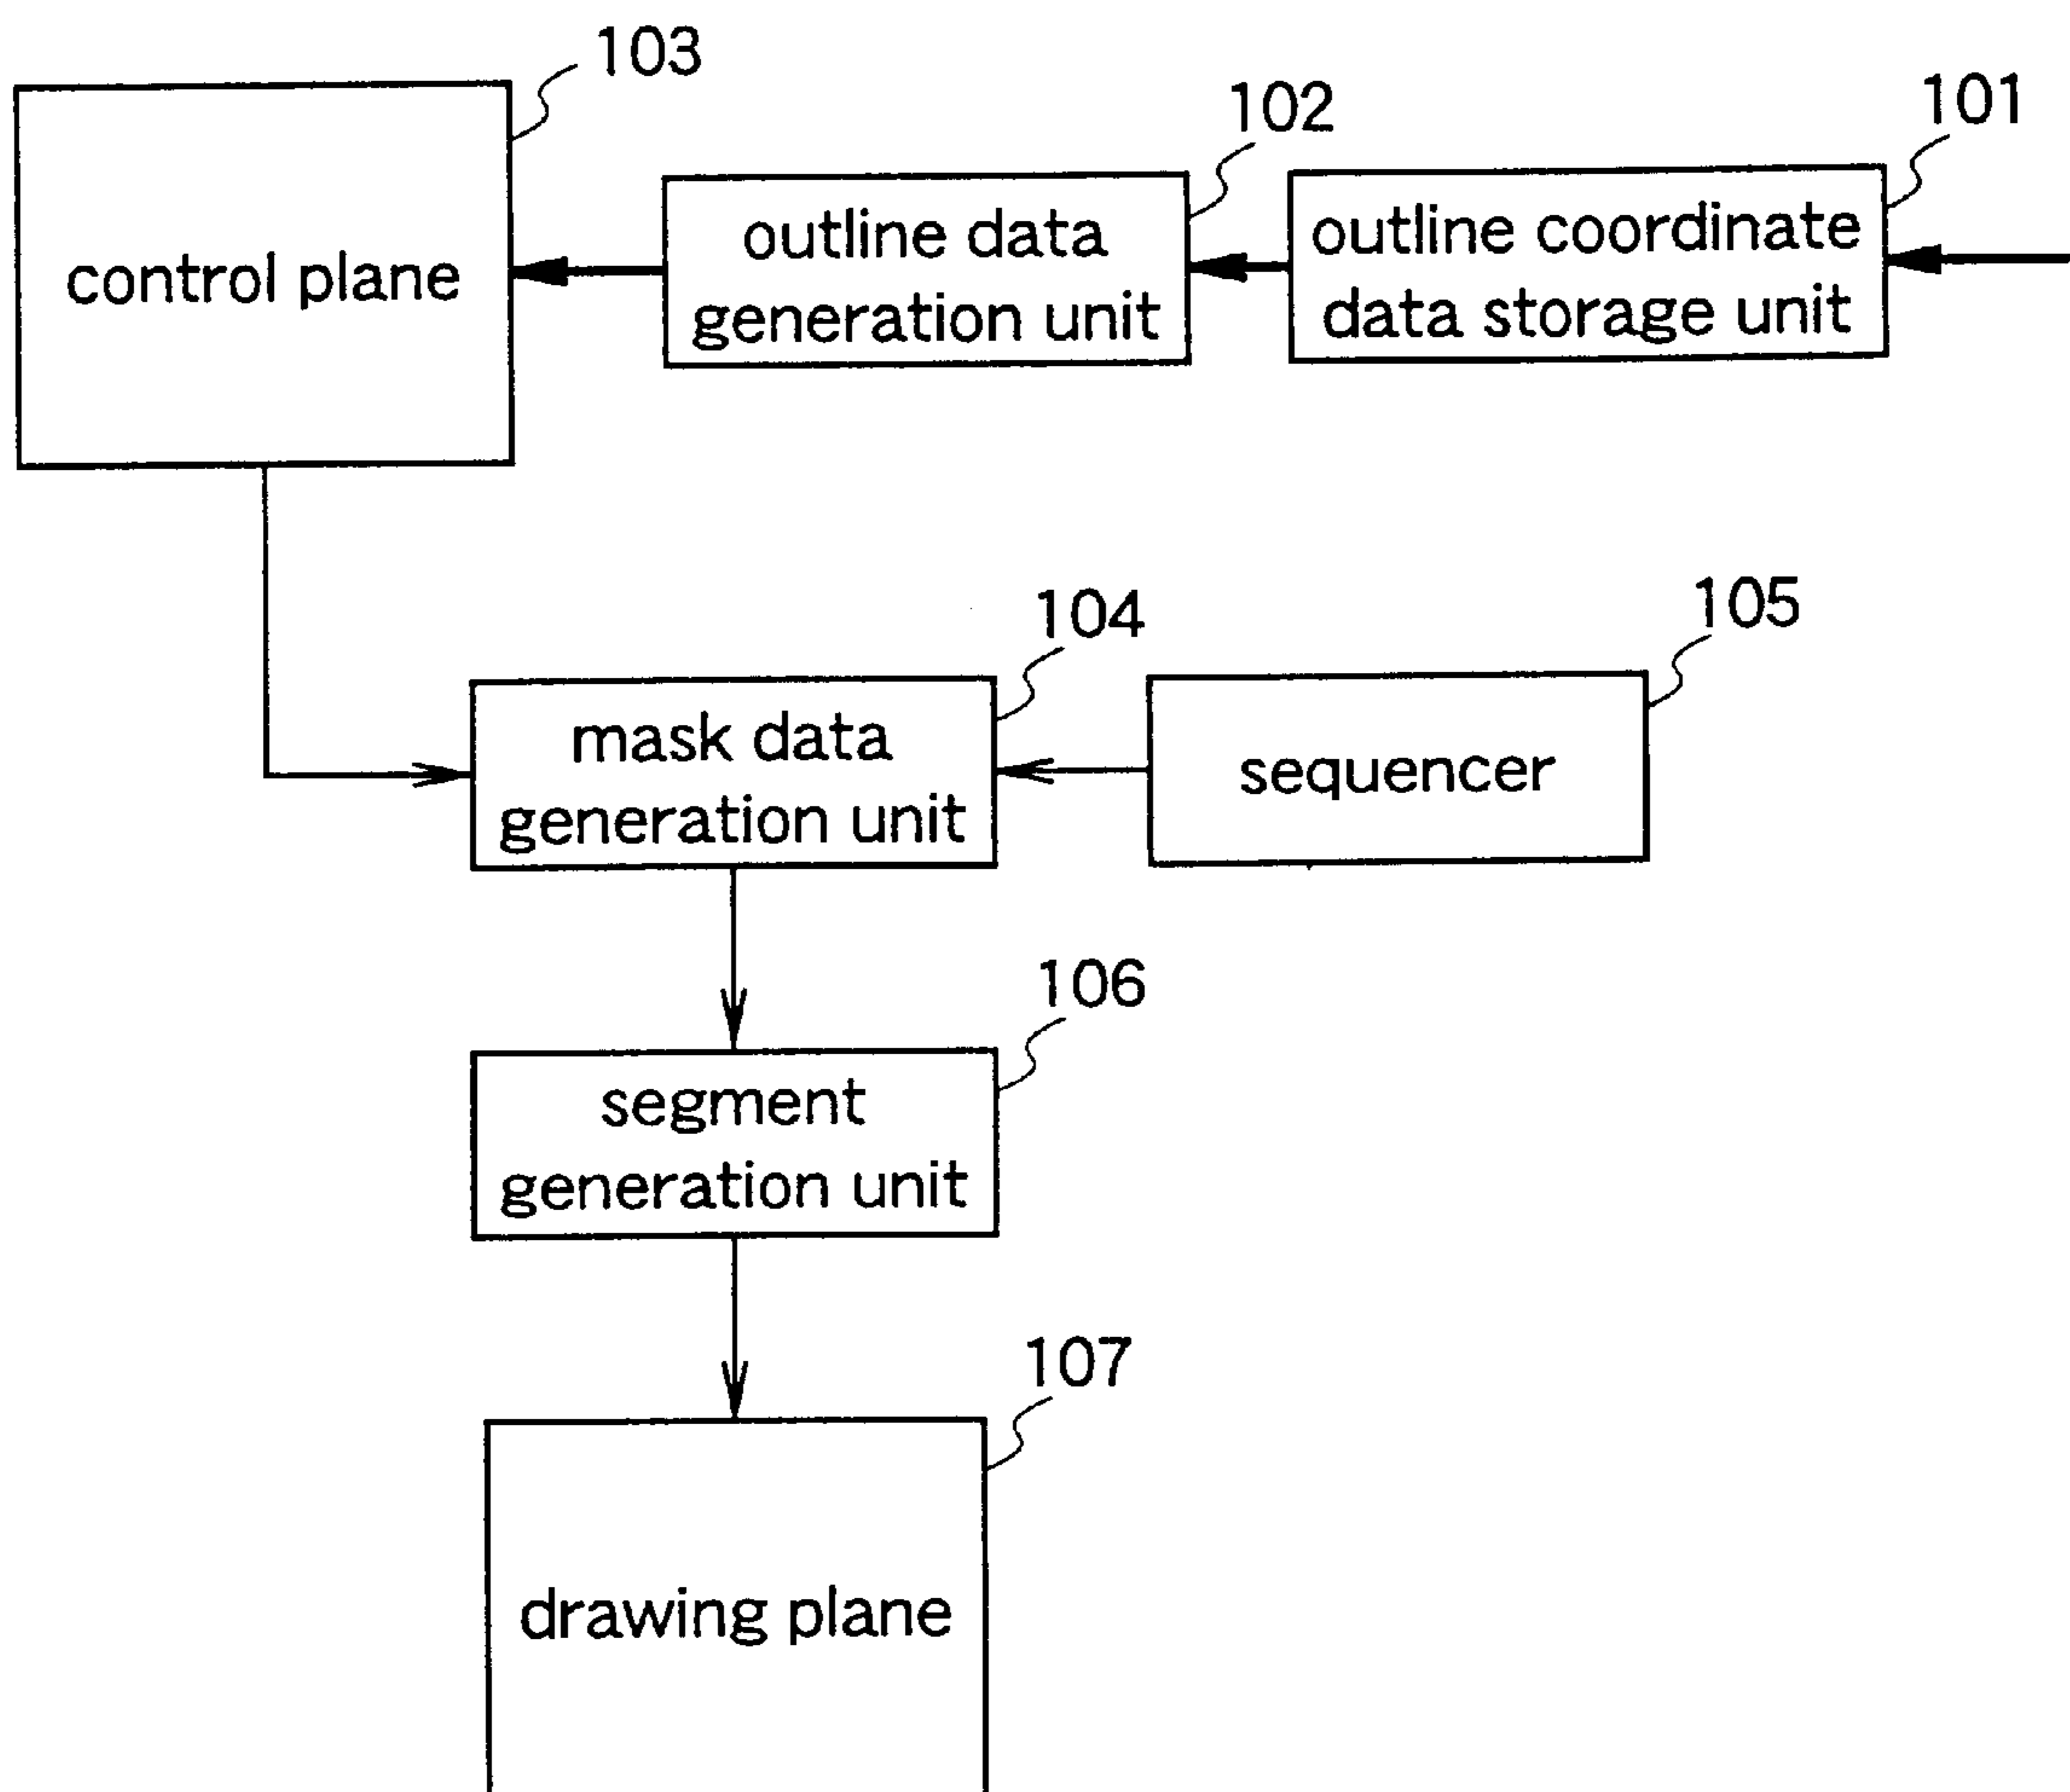 103
control plane
102
outline data
generation unit
101
outline coordinate
data storage unit
104
mask data
generation unit
105
sequencer
106
segment
generation unit
107
drawing plane